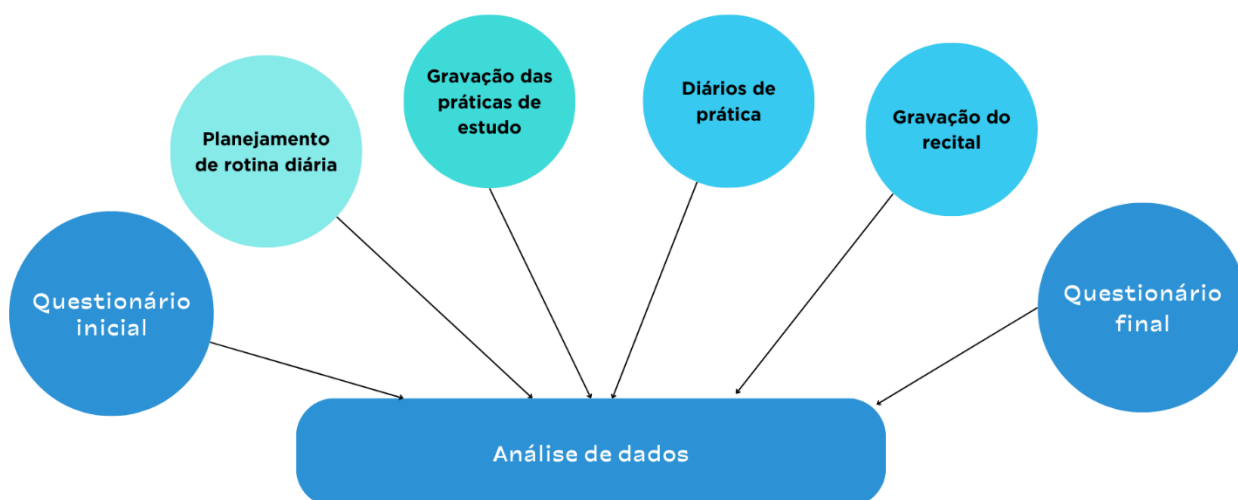 Questionário
inicial
Planejamento
de rotina diária
Gravação das
práticas de
estudo
Diários de
prática
Gravação do
recital
Questionário
final
Análise de dados